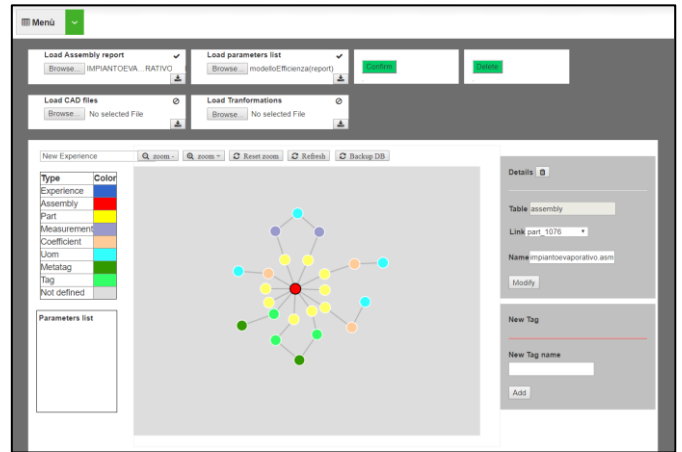 Menù
Load Assembly report
Browse... IMPIANTOEVA...RATIVO
Load parameters list
Browse... modelloEfficienza(report)
Confirm
Delete
Load CAD files
Browse... No selected File
Load Tranformations
Browse... No selected File
New Experience
zoom -
zoom -
Reset zoom
Refresh
Backup DB
Type Color
Experience
Assembly
Part
Measurement
Coefficient
Uom
Metatag
Tag
Not defined
Parameters list
Details
Table assembly
Link part_1076
Name impiantoevaporativo.asm
Modify
New Tag
New Tag name
Add